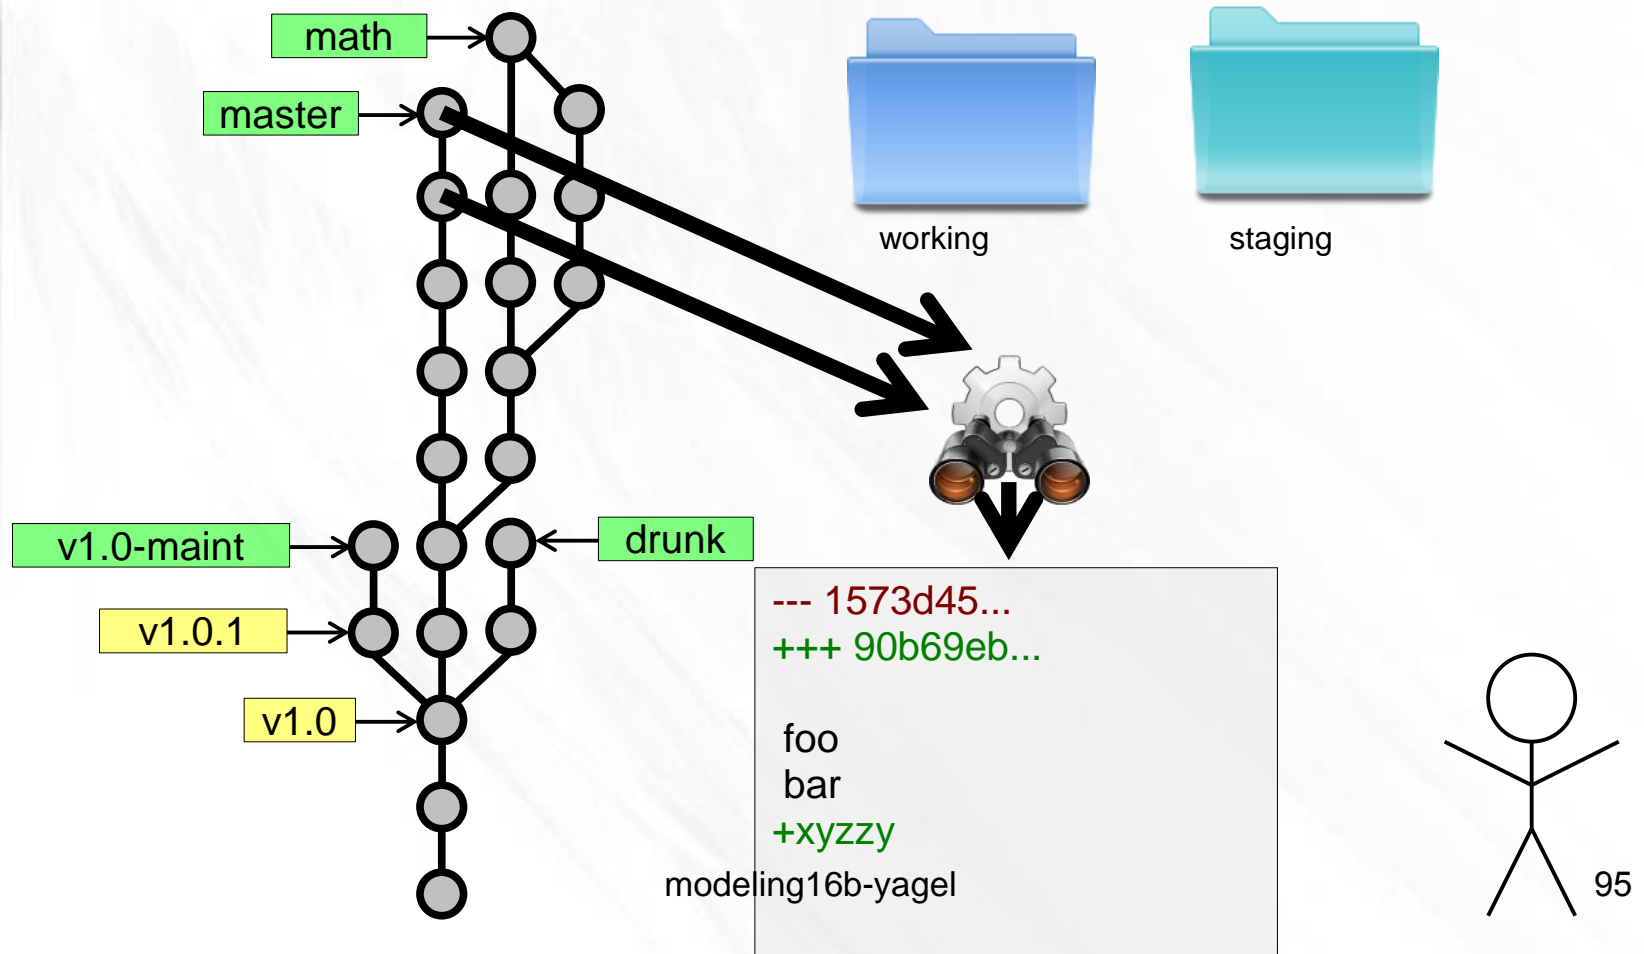 math
master
working
staging
v1.0-maint
drunk
v1.0.1
v1.0
--- 1573d45...
+++ 90b69eb...
foo
bar
+xyzzy
modeling16b-yagel
95